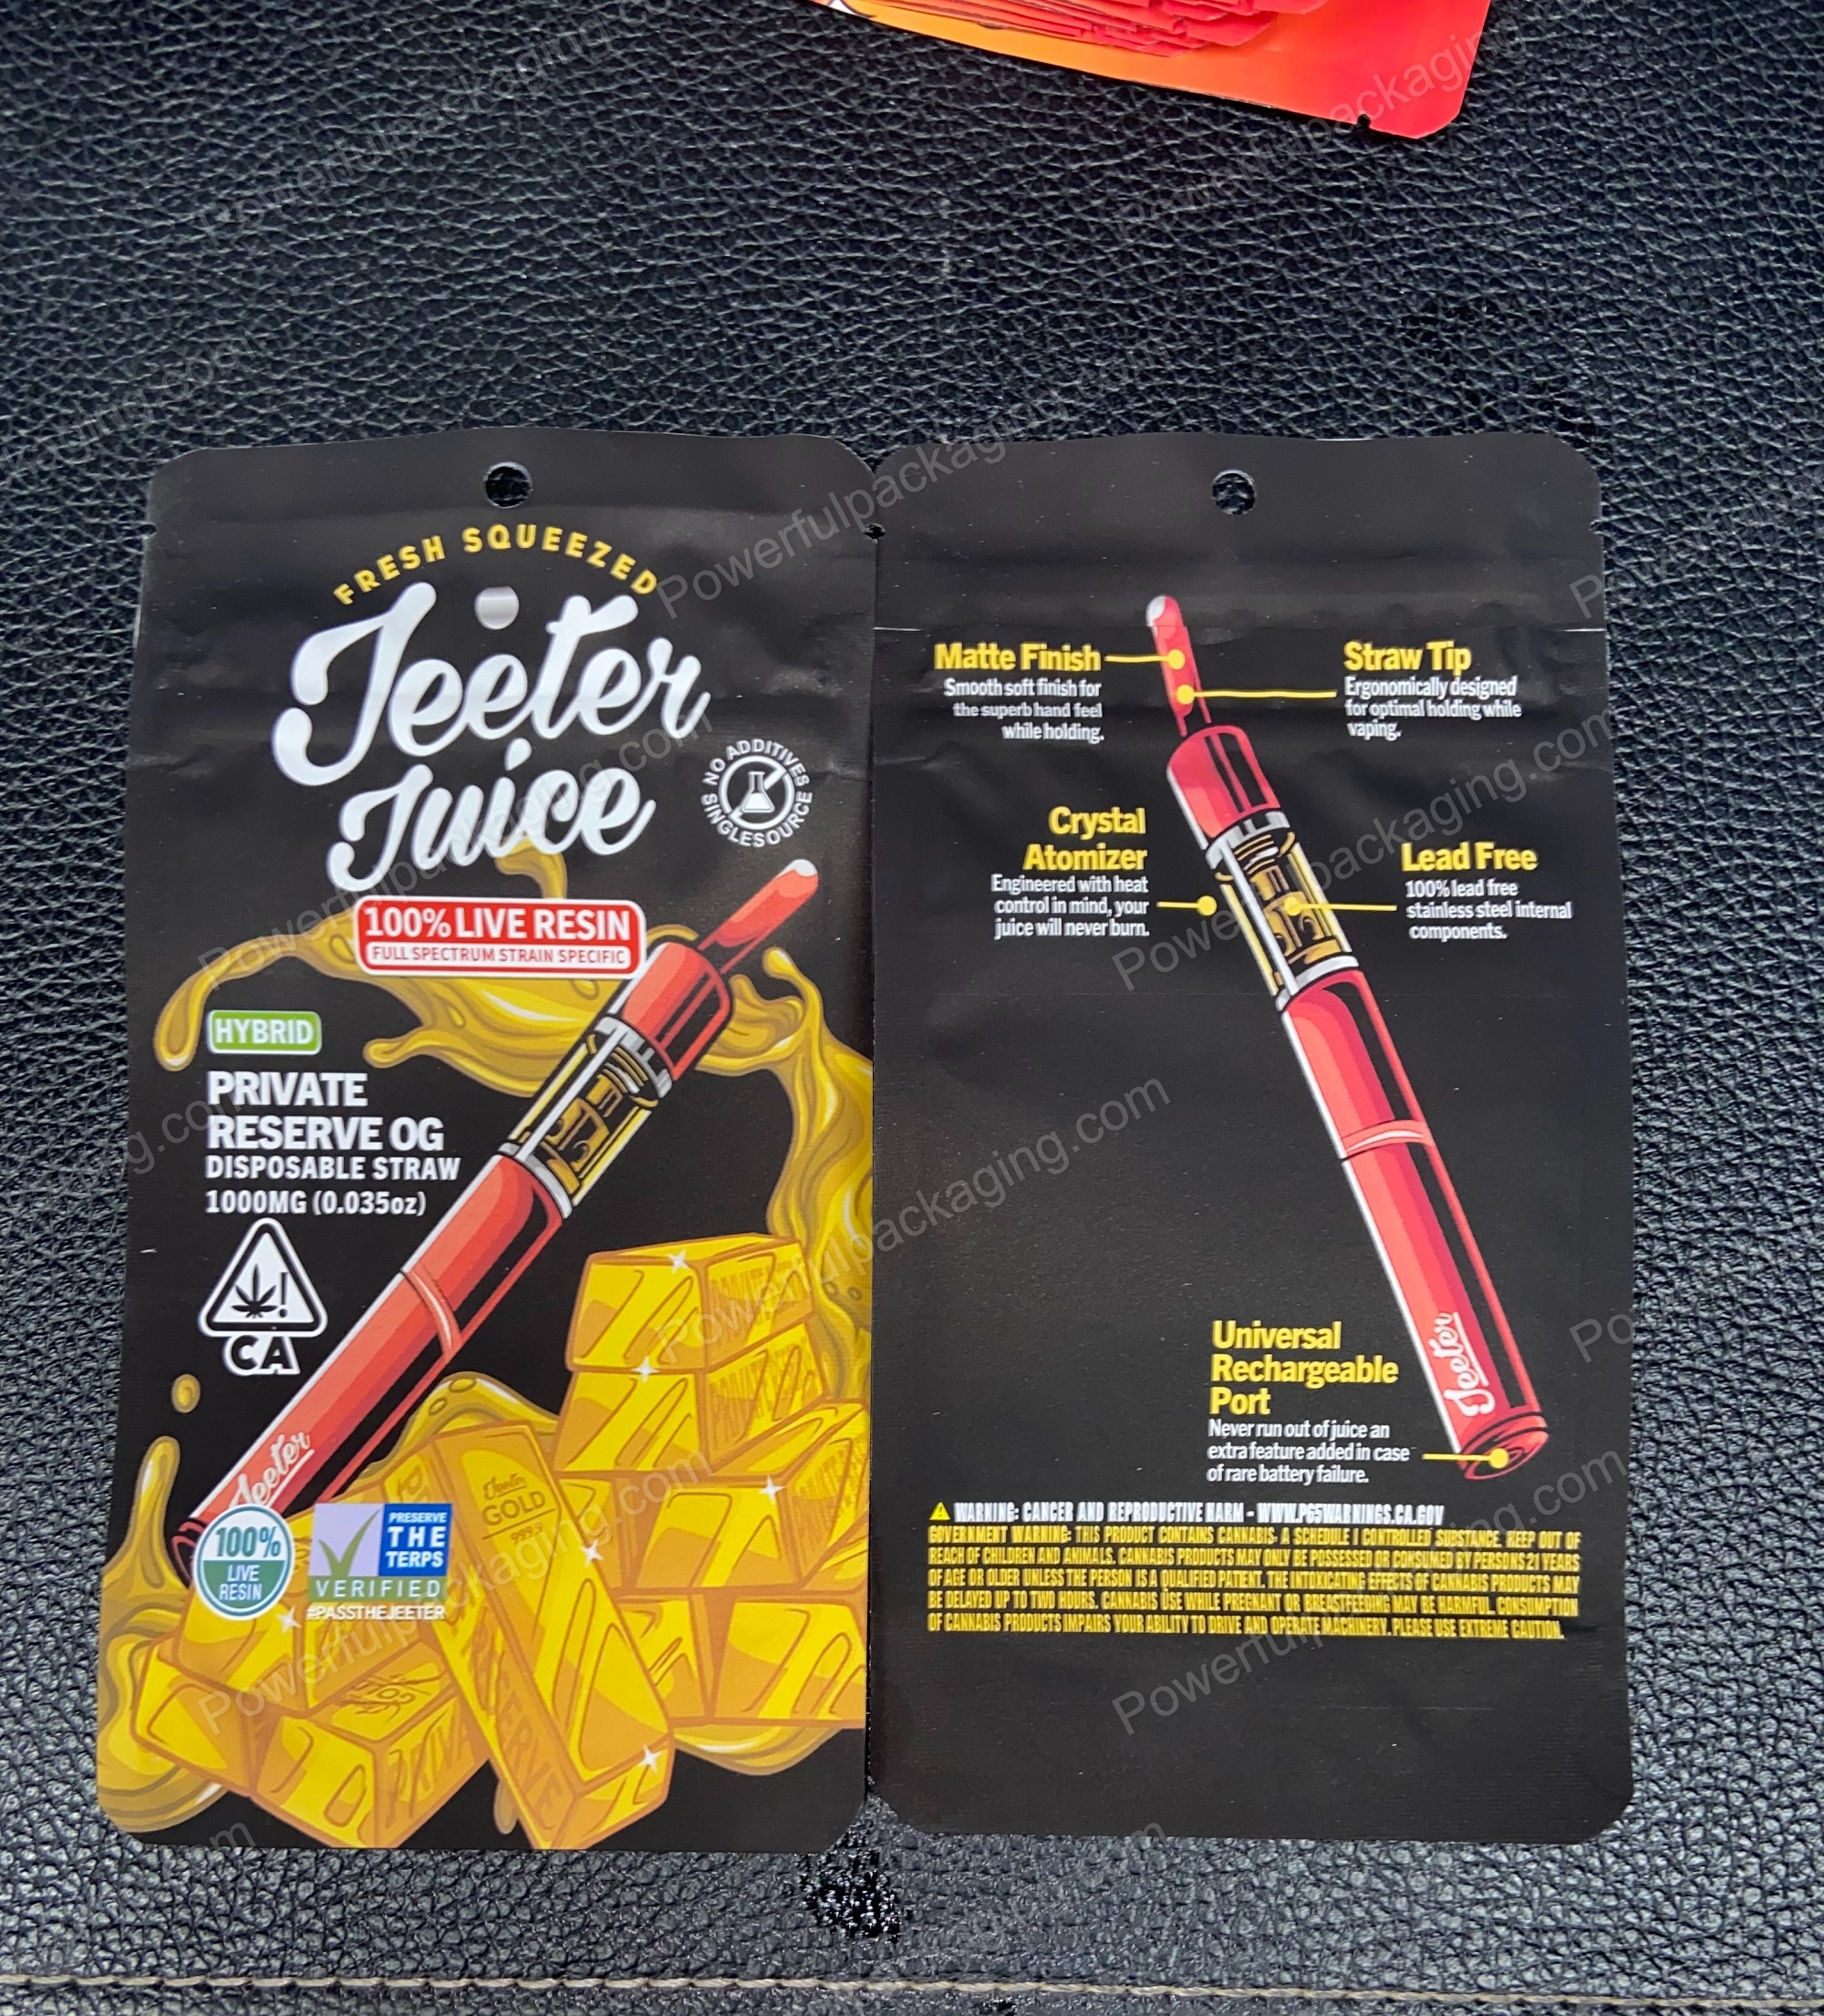 FRESH SQUEEZED
Jeeter
Juice
NO ADDITIVES
SINGLESOURCE
100% LIVE RESIN
FULL SPECTRUM STRAIN SPECIFIC
HYBRID
PRIVATE
RESERVE OG
DISPOSABLE STRAW
1000MG (0.035oz)
CA
Jeeter
100%
LIVE
RESIN
PRESERVE
THE
TERPS
VERIFIED
#PASSTHEJEETER
Jeeter
GOLD
RESERVE
Matte Finish
Smooth soft finish for
the superb hand feel
while holding.
Straw Tip
Ergonomically designed
for optimal holding while
vaping.
Crystal
Atomizer
Engineered with heat
control in mind, your
juice will never burn.
Lead Free
100% lead free
stainless steel internal
components.
Jeeter
Universal
Rechargeable
Port
Never run out of juice an
extra feature added in case
of rare battery failure.
WARNING: CANCER AND REPRODUCTIVE HARM - WWW.P65WARNINGS.CA.GOV
GOVERNMENT WARNING: THIS PRODUCT CONTAINS CANNABIS, A SCHEDULE I CONTROLLED SUBSTANCE. KEEP OUT OF
REACH OF CHILDREN AND ANIMALS. CANNABIS PRODUCTS MAY ONLY BE POSSESSED OR CONSUMED BY PERSONS 21 YEARS
OF AGE OR OLDER UNLESS THE PERSON IS A QUALIFIED PATIENT. THE INTOXICATING EFFECTS OF CANNABIS PRODUCTS MAY
BE DELAYED UP TO TWO HOURS. CANNABIS USE WHILE PREGNANT OR BREASTFEEDING MAY BE HARMFUL. CONSUMPTION
OF CANNABIS PRODUCTS IMPAIRS YOUR ABILITY TO DRIVE AND OPERATE MACHINERY. PLEASE USE EXTREME CAUTION.
Powerfulpackaging.com